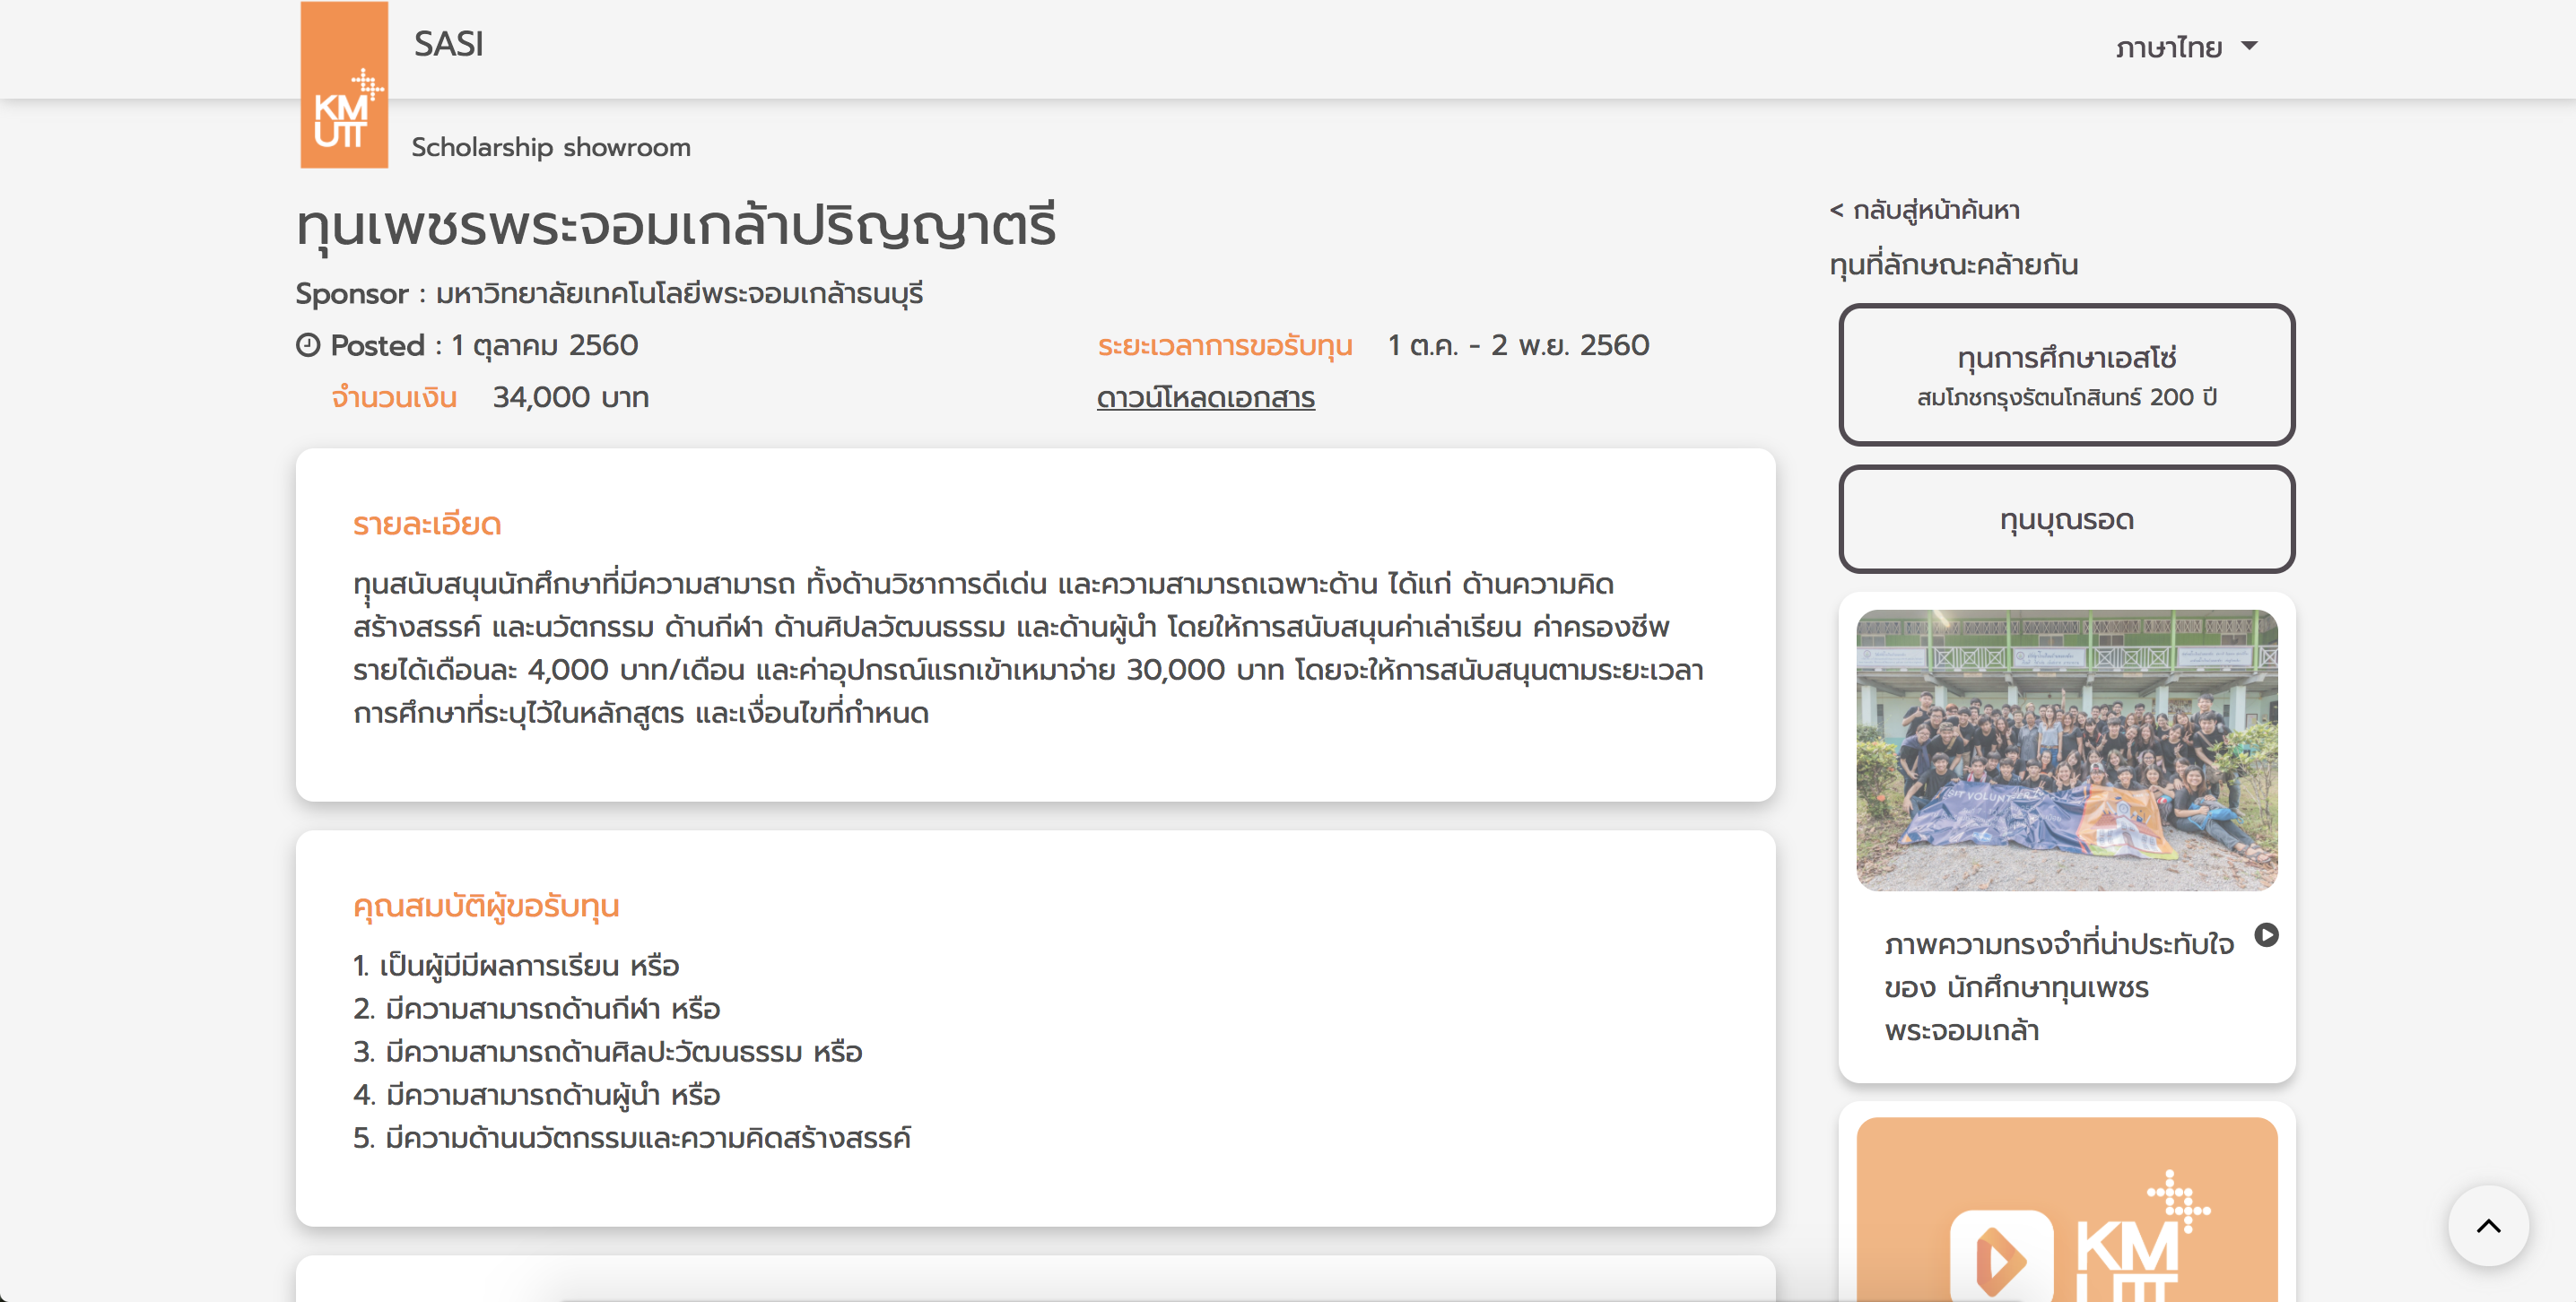 SASI
ภาษาไทย
KM
UTT
Scholarship showroom
ทุนเพชรพระจอมเกล้าปริญญาตรี
Sponsor : มหาวิทยาลัยเทคโนโลยีพระจอมเกล้าธนบุรี
Posted : 1 ตุลาคม 2560
ระยะเวลาการขอรับทุน 1 ต.ค. - 2 พ.ย. 2560
จำนวนเงิน 34,000 บาท
ดาวน์โหลดเอกสาร
รายละเอียด
ทุุนสนับสนุนนักศึกษาที่มีความสามารถ ทั้งด้านวิชาการดีเด่น และความสามารถเฉพาะด้าน ได้แก่ ด้านความคิด
สร้างสรรค์ และนวัตกรรม ด้านกีฬา ด้านศิปลวัฒนธรรม และด้านผู้นำ โดยให้การสนับสนุนค่าเล่าเรียน ค่าครองชีพ
รายได้เดือนละ 4,000 บาท/เดือน และค่าอุปกรณ์แรกเข้าเหมาจ่าย 30,000 บาท โดยจะให้การสนับสนุนตามระยะเวลา
การศึกษาที่ระบุไว้ในหลักสูตร และเงื่อนไขที่กำหนด
คุณสมบัติผู้ขอรับทุน
1. เป็นผู้มีมีผลการเรียน หรือ
2. มีความสามารถด้านกีฬา หรือ
3. มีความสามารถด้านศิลปะวัฒนธรรม หรือ
4. มีความสามารถด้านผู้นำ หรือ
5. มีความด้านนวัตกรรมและความคิดสร้างสรรค์
< กลับสู่หน้าค้นหา
ทุนที่ลักษณะคล้ายกัน
ทุนการศึกษาเอสโซ่
สมโภชกรุงรัตนโกสินทร์ 200 ปี
ทุนบุณรอด
VOLUNTEER
ภาพความทรงจำที่น่าประทับใจ
ของ นักศึกษาทุนเพชร
พระจอมเกล้า
KM
UTT